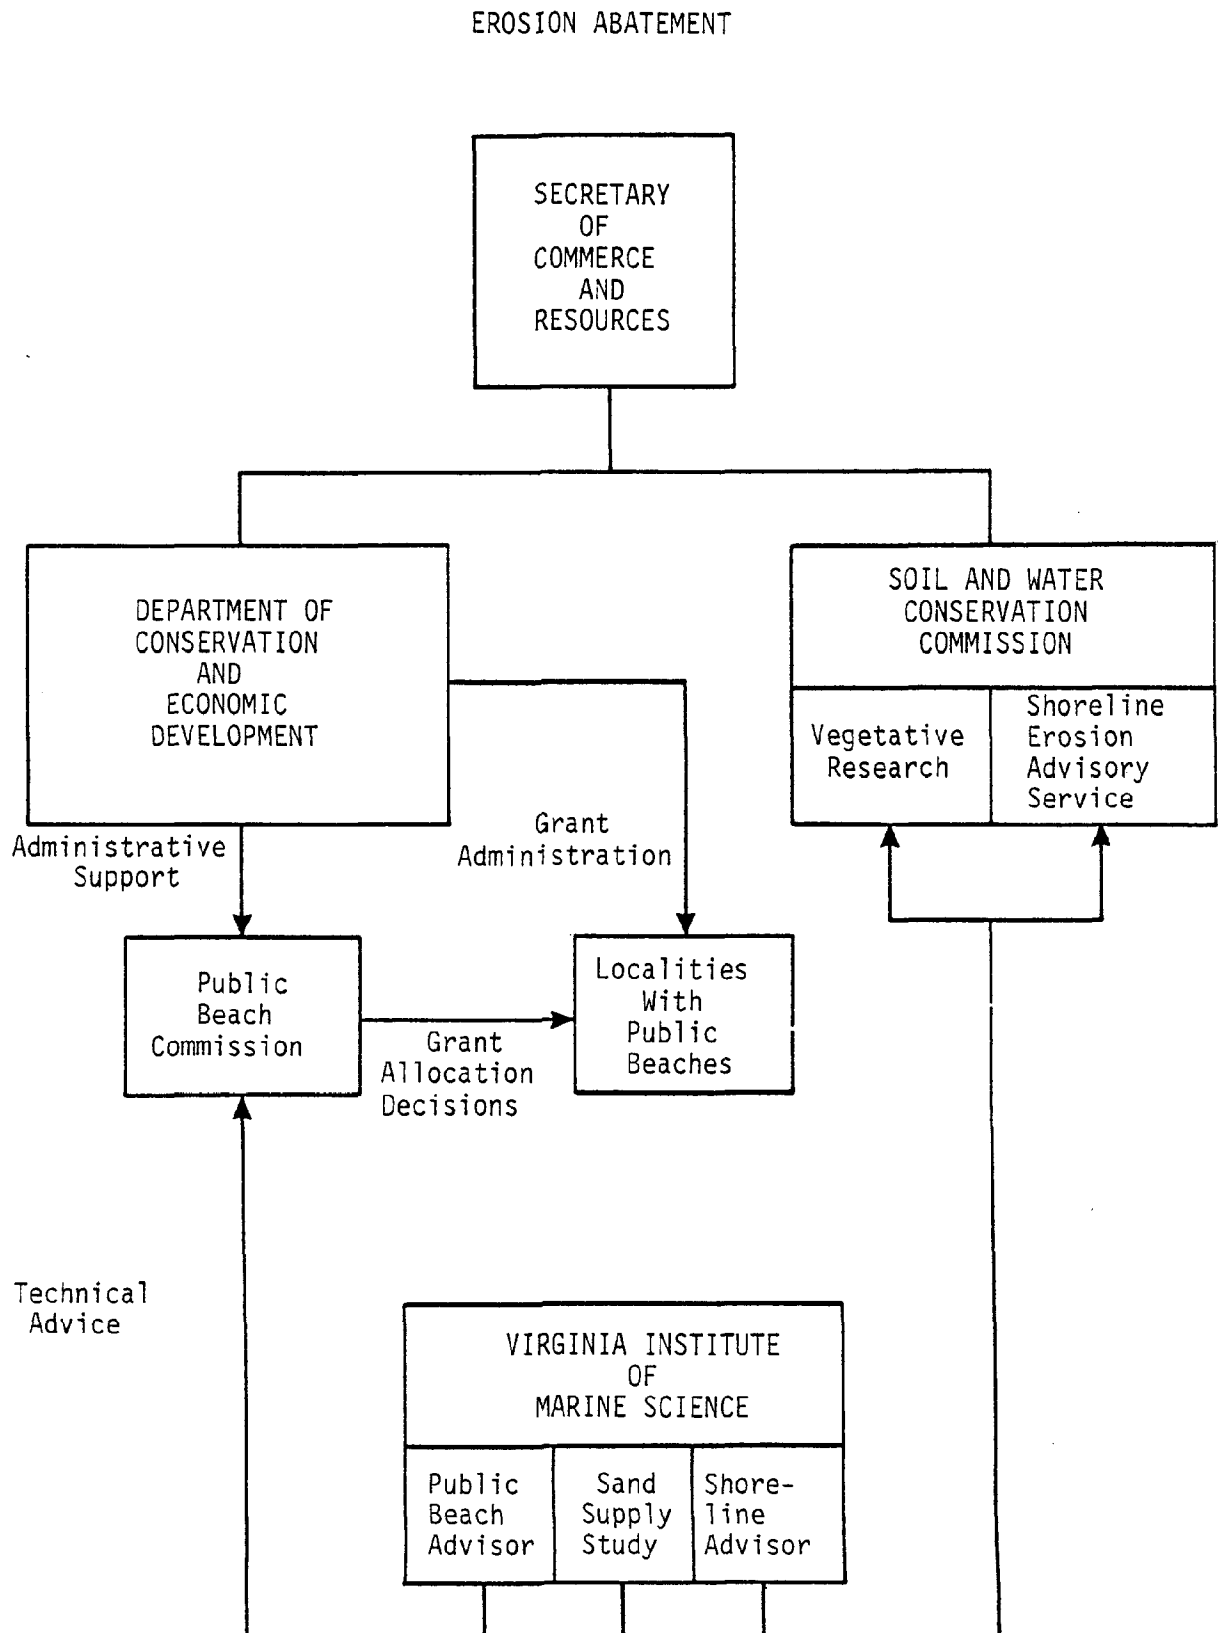 EROSION ABATEMENT
SECRETARY
OF
COMMERCE
AND
RESOURCES
DEPARTMENT OF
CONSERVATION
AND
ECONOMIC
DEVELOPMENT
SOIL AND WATER
CONSERVATION
COMMISSION
Vegetative
Research
Shoreline
Erosion
Advisory
Service
Administrative
Support
Grant
Administration
Public
Beach
Commission
Grant
Allocation
Decisions
Localities
With
Public
Beaches
Technical
Advice
VIRGINIA INSTITUTE
OF
MARINE SCIENCE
Public
Beach
Advisor
Sand
Supply
Study
Shore-
line
Advisor